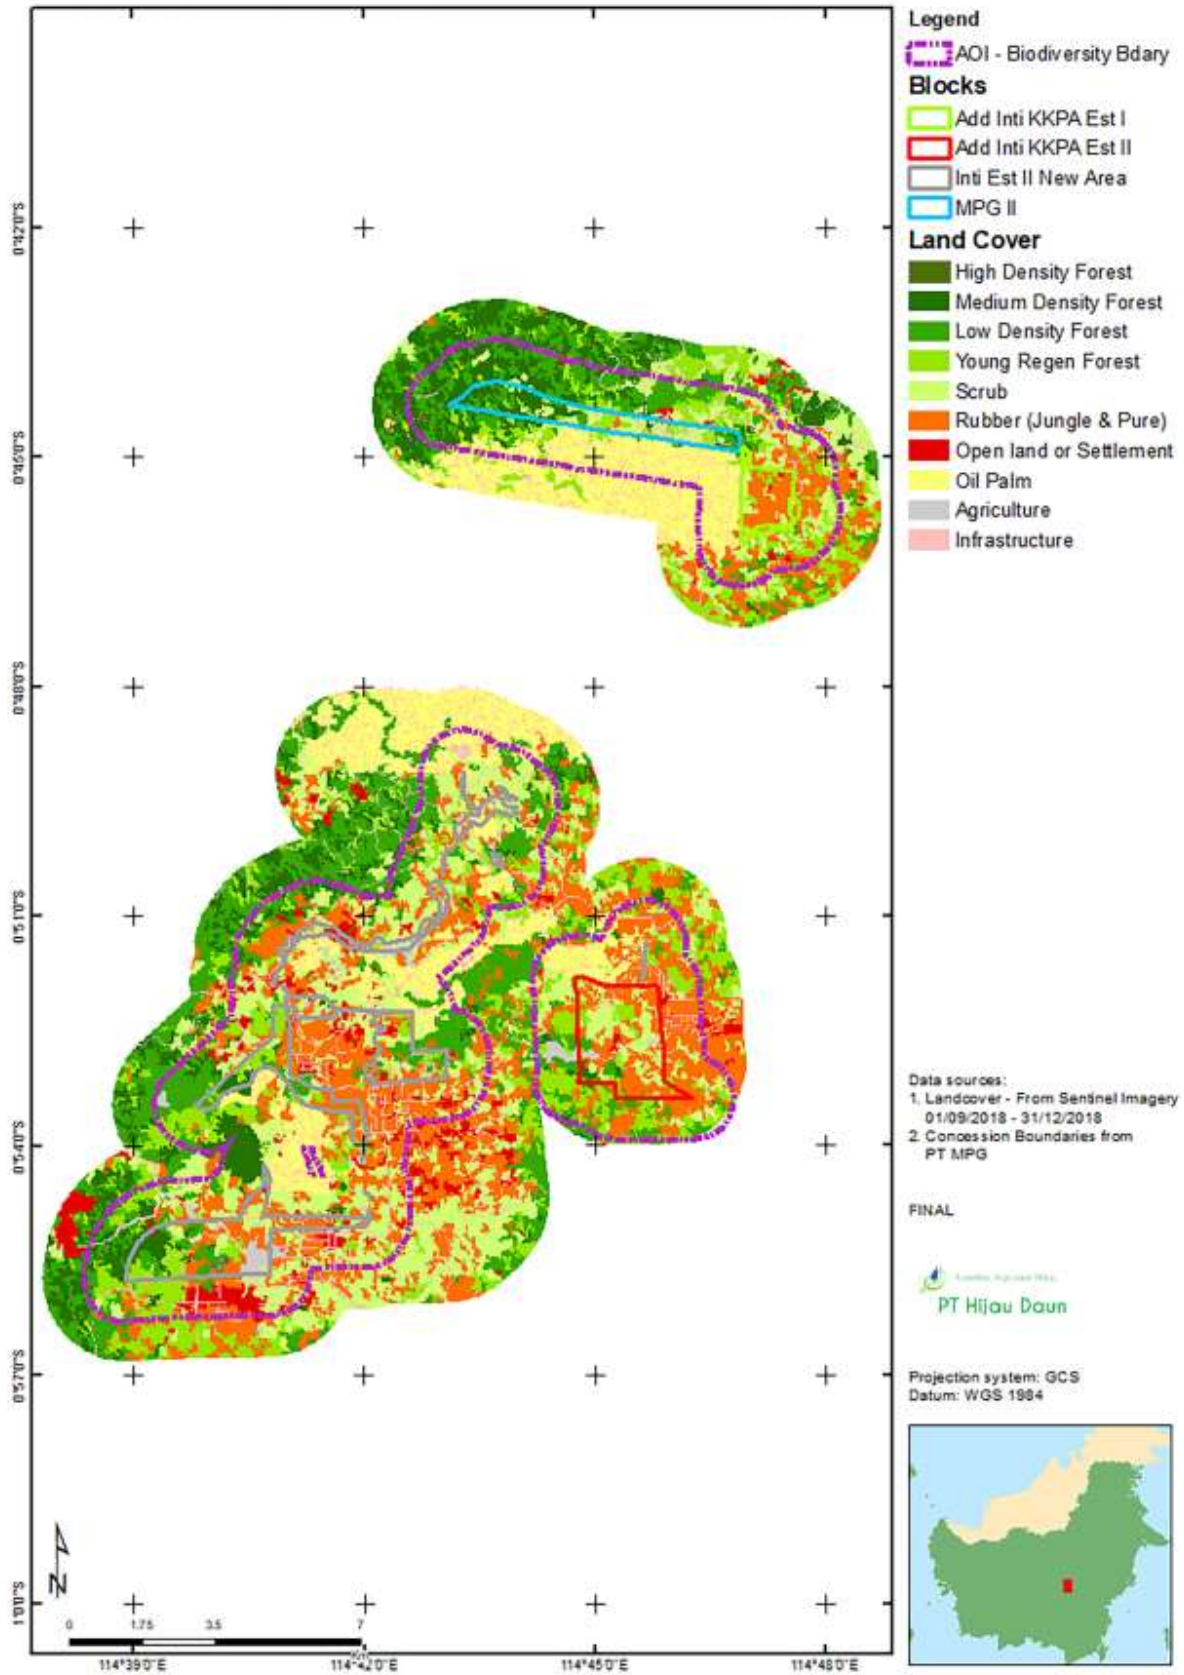 Legend
AOI - Biodiversity Bdary
Blocks
Add Inti KKPA Est I
Add Inti KKPA Est II
Inti Est II New Area
MPG II
Land Cover
High Density Forest
Medium Density Forest
Low Density Forest
Young Regen Forest
Scrub
Rubber (Jungle & Pure)
Open land or Settlement
Oil Palm
Agriculture
Infrastructure
0°42'0"S
0°45'0"S
0°48'0"S
0°51'0"S
0°54'0"S
0°57'0"S
1°0'0"S
Data sources:
1. Landcover - From Sentinel Imagery
01/09/2018 - 31/12/2018
2. Concession Boundaries from
PT MPG
FINAL
PT Hijau Daun
Projection system: GCS
Datum: WGS 1984
N
0 1.75 3.5 7
114°39'0"E 114°42'0"E 114°45'0"E 114°48'0"E